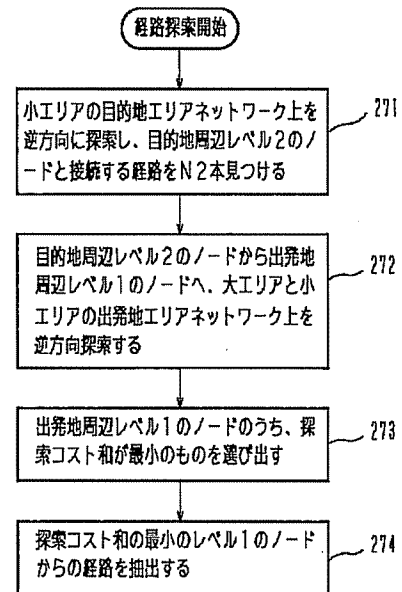 経路探索開始
小エリアの目的地エリアネットワーク上を
逆方向に探索し、目的地周辺レベル2のノ
ードと接続する経路をN2本見つける
271
目的地周辺レベル2のノードから出発地
周辺レベル1のノードへ、大エリアと小
エリアの出発地エリアネットワーク上を
逆方向探索する
272
出発地周辺レベル1のノードのうち、探
索コスト和が最小のものを選び出す
273
探索コスト和の最小のレベル1のノード
からの経路を抽出する
274